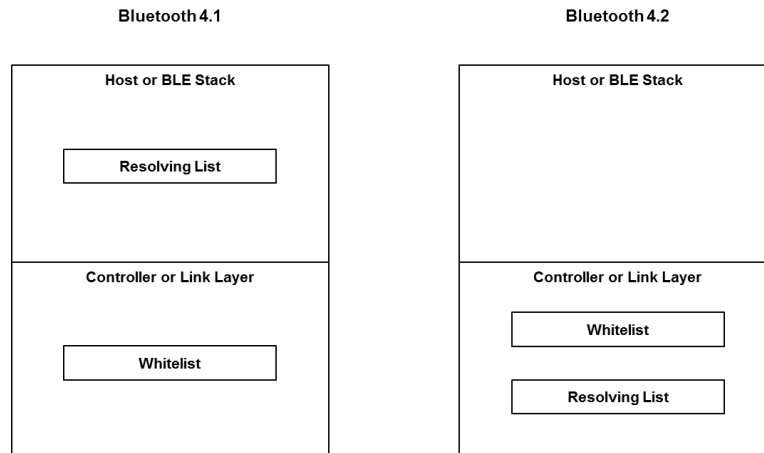 Bluetooth 4.1
Host or BLE Stack
Resolving List
Controller or Link Layer
Whitelist
Bluetooth 4.2
Host or BLE Stack
Controller or Link Layer
Whitelist
Resolving List